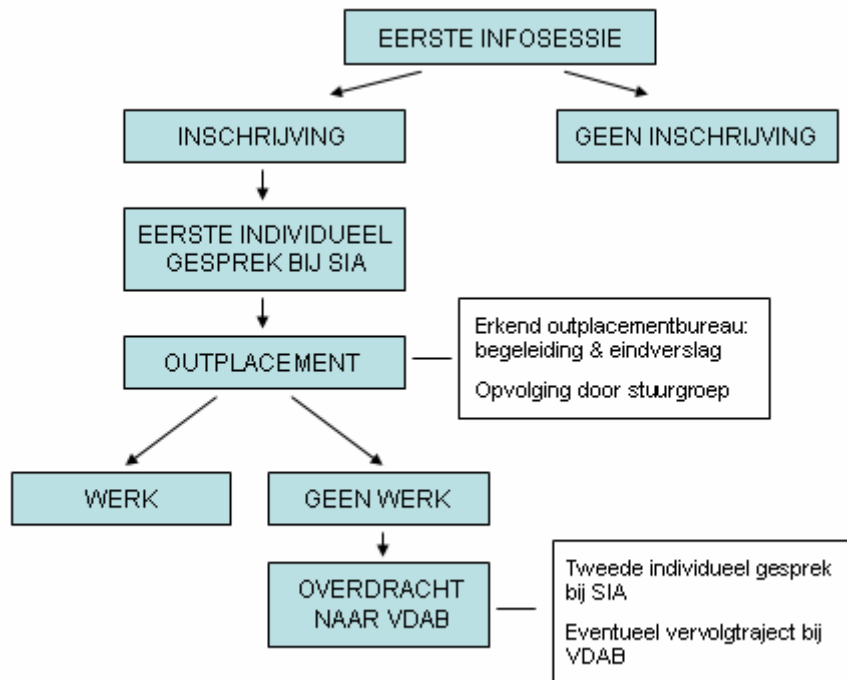 EERSTE INFOSESSIE
INSCHRIJVING
GEEN INSCHRIJVING
EERSTE INDIVIDUEEL
GESPREK BIJ SIA
OUTPLACEMENT
Erkend outplacementbureau:
begeleiding & eindverslag
Opvolging door stuurgroep
WERK
GEEN WERK
OVERDRACHT
NAAR VDAB
Tweede individueel gesprek
bij SIA
Eventueel vervolgtraject bij
VDAB